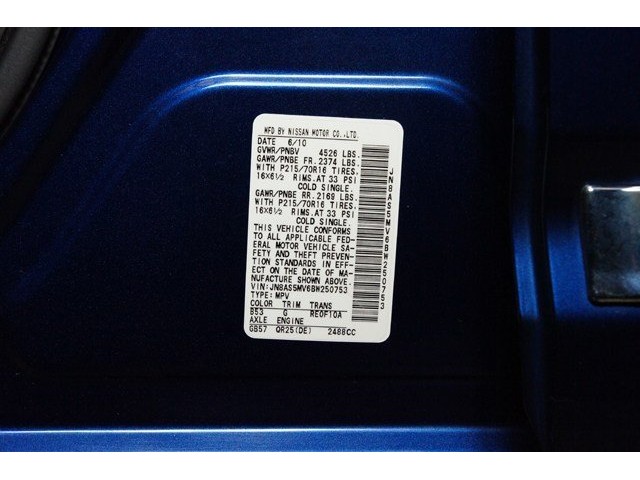 MFD BY NISSAN MOTOR CO.,LTD.
DATE 6/10
GVWR/PNBV 4526 LBS.
GAWR/PNBE FR. 2374 LBS.
WITH P215/70R16 TIRES.
16×6½ RIMS.AT 33 PSI
COLD SINGLE.
GAWR/PNBE RR. 2169 LBS.
WITH P215/70R16 TIRES.
16×6½ RIMS.AT 33 PSI
COLD SINGLE.
THIS VEHICLE CONFORMS
TO ALL APPLICABLE FED-
ERAL MOTOR VEHICLE SA-
FETY AND THEFT PREVEN-
TION STANDARDS IN EFF-
ECT ON THE DATE OF MA-
NUFACTURE SHOWN ABOVE.
VIN:JN8AS5MV6BW250753
TYPE:MPV
COLOR TRIM TRANS
B53 G RE0F10A
AXLE ENGINE
GB57 QR25(DE) 2488CC
JN8AS5MV6BW250753